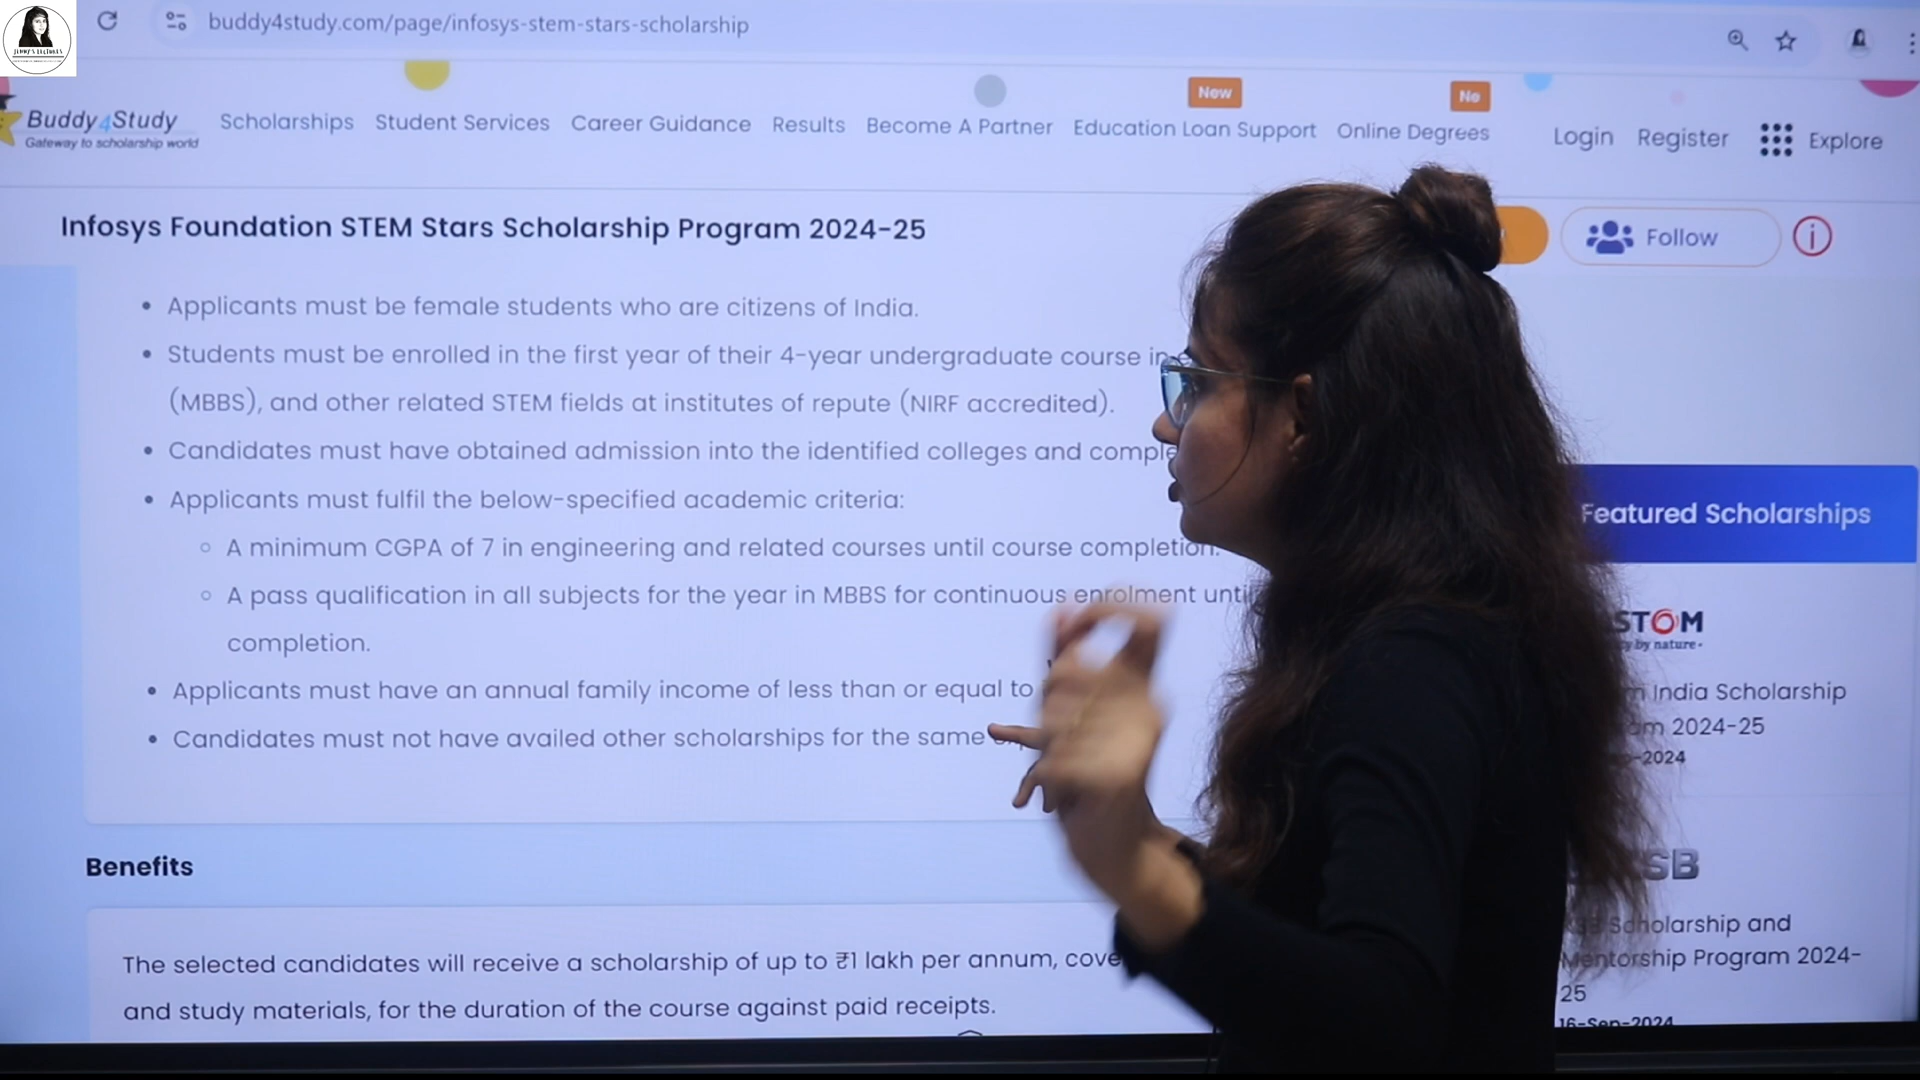 JENNY'S LECTURES
buddy4study.com/page/infosys-stem-stars-scholarship
New
No
Buddy4Study
Gateway to scholarship world
Scholarships Student Services Career Guidance Results Become A Partner Education Loan Support Online Degrees Login Register Explore
Infosys Foundation STEM Stars Scholarship Program 2024-25
Follow
Applicants must be female students who are citizens of India.
Students must be enrolled in the first year of their 4-year undergraduate course in
(MBBS), and other related STEM fields at institutes of repute (NIRF accredited).
Candidates must have obtained admission into the identified colleges and comple
Applicants must fulfil the below-specified academic criteria:
A minimum CGPA of 7 in engineering and related courses until course completion.
A pass qualification in all subjects for the year in MBBS for continuous enrolment until
completion.
Applicants must have an annual family income of less than or equal to
Candidates must not have availed other scholarships for the same
Benefits
The selected candidates will receive a scholarship of up to ₹1 lakh per annum, cove
and study materials, for the duration of the course against paid receipts.
Featured Scholarships
STOM
by nature
India Scholarship
2024-25
-2024
SB
Scholarship and
Mentorship Program 2024-
25
16-Sep-2024